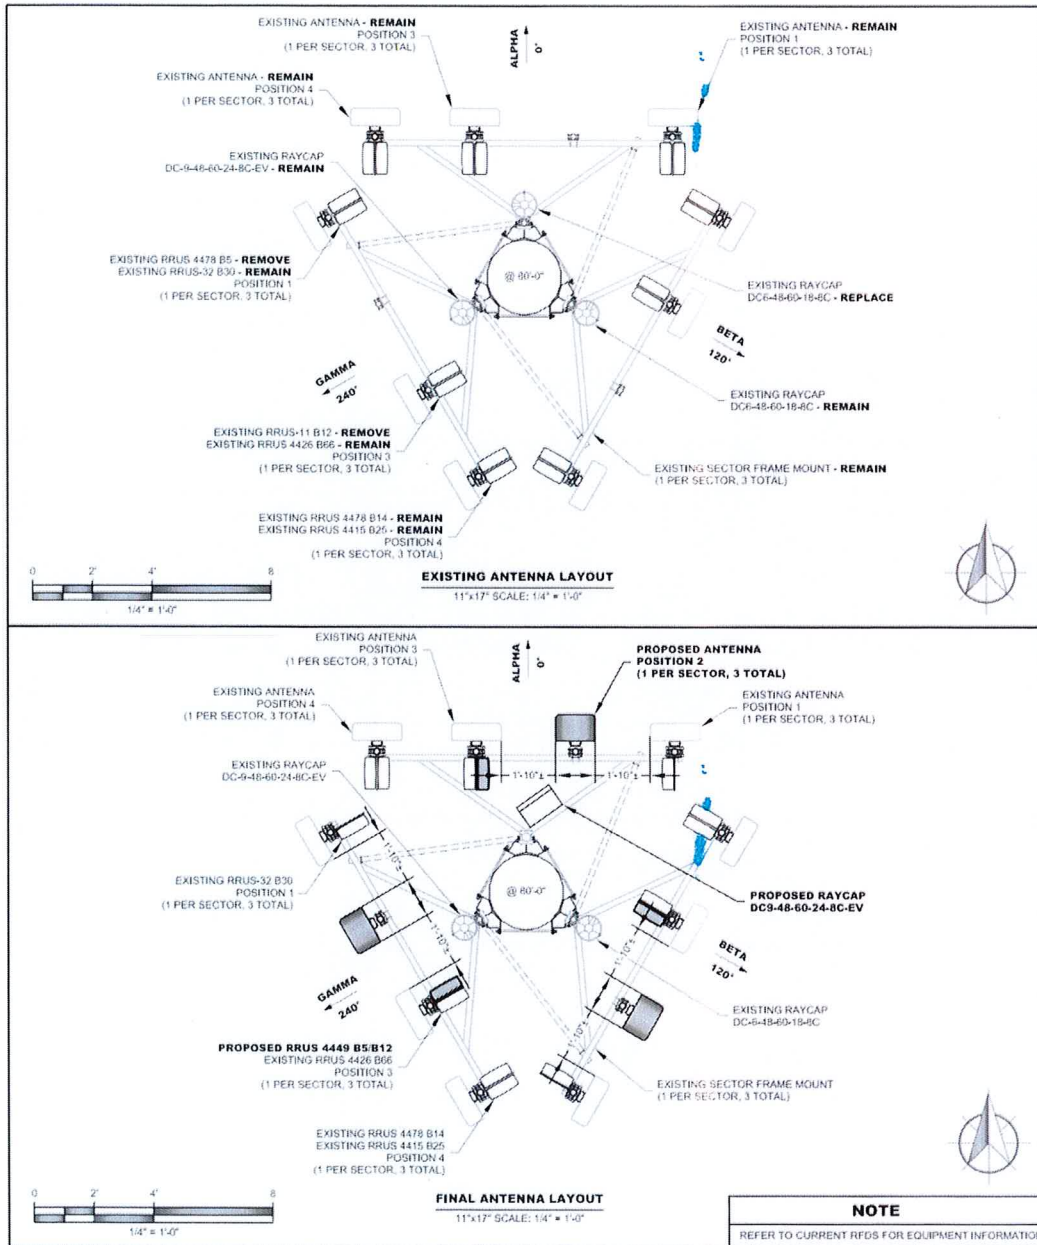 EXISTING ANTENNA - REMAIN
POSITION 3
(1 PER SECTOR, 3 TOTAL)
ALPHA
0°
EXISTING ANTENNA - REMAIN
POSITION 1
(1 PER SECTOR, 3 TOTAL)
EXISTING ANTENNA - REMAIN
POSITION 4
(1 PER SECTOR, 3 TOTAL)
EXISTING RAYCAP
DC-9-48-60-24-8C-EV - REMAIN
EXISTING RRUS 4478 B5 - REMOVE
EXISTING RRUS-32 B30 - REMAIN
POSITION 1
(1 PER SECTOR, 3 TOTAL)
@ 60'-0"
EXISTING RAYCAP
DC6-48-60-18-8C - REPLACE
BETA
120°
GAMMA
240°
EXISTING RAYCAP
DC6-48-60-18-8C - REMAIN
EXISTING RRUS-11 B12 - REMOVE
EXISTING RRUS 4426 B66 - REMAIN
POSITION 3
(1 PER SECTOR, 3 TOTAL)
EXISTING SECTOR FRAME MOUNT - REMAIN
(1 PER SECTOR, 3 TOTAL)
EXISTING RRUS 4478 B14 - REMAIN
EXISTING RRUS 4415 B25 - REMAIN
POSITION 4
(1 PER SECTOR, 3 TOTAL)
0 2' 4' 8
1/4" = 1'-0"
EXISTING ANTENNA LAYOUT
11"x17" SCALE: 1/4" = 1'-0"
EXISTING ANTENNA
POSITION 3
(1 PER SECTOR, 3 TOTAL)
ALPHA
0°
PROPOSED ANTENNA
POSITION 2
(1 PER SECTOR, 3 TOTAL)
EXISTING ANTENNA
POSITION 4
(1 PER SECTOR, 3 TOTAL)
EXISTING ANTENNA
POSITION 1
(1 PER SECTOR, 3 TOTAL)
EXISTING RAYCAP
DC-9-48-60-24-8C-EV
1'-10"± 1'-10"±
1'-10"±
1'-10"±
EXISTING RRUS-32 B30
POSITION 1
(1 PER SECTOR, 3 TOTAL)
@ 60'-0"
PROPOSED RAYCAP
DC9-48-60-24-8C-EV
1'-10"±
1'-10"±
BETA
120°
GAMMA
240°
EXISTING RAYCAP
DC-6-48-60-18-8C
PROPOSED RRUS 4449 B5/B12
EXISTING RRUS 4426 B66
POSITION 3
(1 PER SECTOR, 3 TOTAL)
EXISTING SECTOR FRAME MOUNT
(1 PER SECTOR, 3 TOTAL)
EXISTING RRUS 4478 B14
EXISTING RRUS 4415 B25
POSITION 4
(1 PER SECTOR, 3 TOTAL)
0 2' 4' 8
1/4" = 1'-0"
FINAL ANTENNA LAYOUT
11"x17" SCALE: 1/4" = 1'-0"
NOTE
REFER TO CURRENT RFDS FOR EQUIPMENT INFORMATION